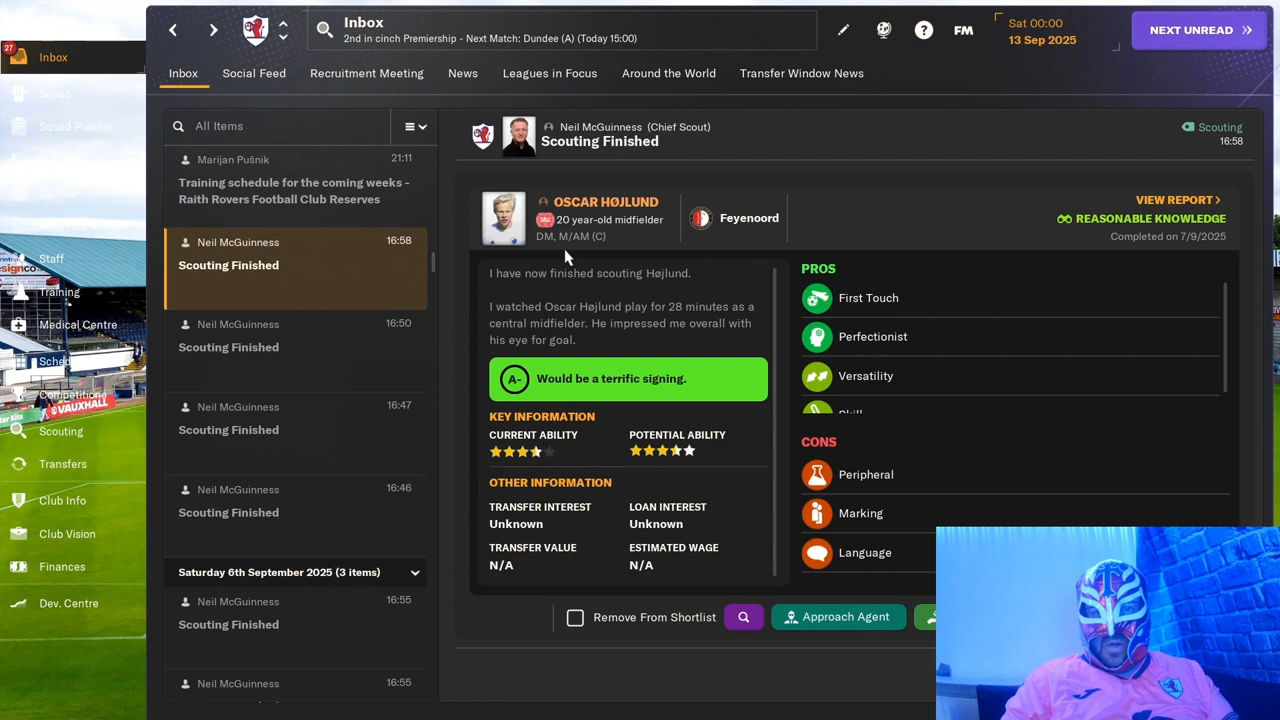 Inbox
2nd in cinch Premiership - Next Match: Dundee (A) (Today 15:00)
FM
Sat 00:00
13 Sep 2025
NEXT UNREAD
27
Inbox
Squad
Squad Planner
Staff
Training
Medical Centre
Competitions
Scouting
Transfers
Club Info
Club Vision
Finances
Dev. Centre
VAUXHALL
Inbox
Social Feed
Recruitment Meeting
News
Leagues in Focus
Around the World
Transfer Window News
All Items
Marijan Pušnik
21:11
Training schedule for the coming weeks -
Raith Rovers Football Club Reserves
Neil McGuinness
16:58
Scouting Finished
Neil McGuinness
16:50
Scouting Finished
Neil McGuinness
16:47
Scouting Finished
Neil McGuinness
16:46
Scouting Finished
Saturday 6th September 2025 (3 items)
Neil McGuinness
16:55
Scouting Finished
Neil McGuinness
16:55
Neil McGuinness (Chief Scout)
Scouting Finished
Scouting
16:58
OSCAR HØJLUND
20 year-old midfielder
DM, M/AM (C)
Feyenoord
VIEW REPORT
REASONABLE KNOWLEDGE
Completed on 7/9/2025
I have now finished scouting Højlund.
I watched Oscar Højlund play for 28 minutes as a
central midfielder. He impressed me overall with
his eye for goal.
A-
Would be a terrific signing.
KEY INFORMATION
CURRENT ABILITY
POTENTIAL ABILITY
OTHER INFORMATION
TRANSFER INTEREST
LOAN INTEREST
Unknown
Unknown
TRANSFER VALUE
ESTIMATED WAGE
N/A
N/A
PROS
First Touch
Perfectionist
Versatility
CONS
Peripheral
Marking
Language
Remove From Shortlist
Approach Agent